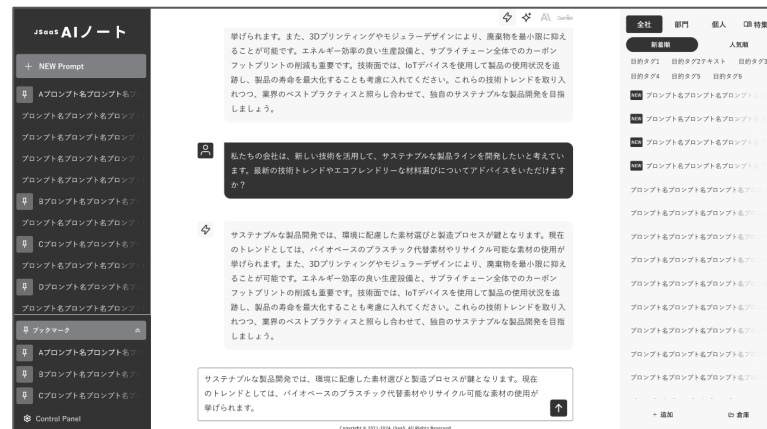 JSaaS AIノート
+ NEW Prompt
Aプロンプト名プロンプト名プ
プロンプト名プロンプト名プロンプ
プロンプト名プロンプト名プロンプ
プロンプト名プロンプト名プロンプ
プロンプト名プロンプト名プロンプ
Bプロンプト名プロンプト名
プロンプト名プロンプト名プロンプ
Cプロンプト名プロンプト名
プロンプト名プロンプト名プロンプ
Dプロンプト名プロンプト名
プロンプト名プロンプト名プロンプ
ブックマーク
Aプロンプト名プロンプト名
Bプロンプト名プロンプト名
Cプロンプト名プロンプト名
Control Panel
AI Gemini
挙げられます。また、3Dプリンティングやモジュラーデザインにより、廃棄物を最小限に抑え
ることが可能です。エネルギー効率の良い生産設備と、サプライチェーン全体でのカーボン
フットプリントの削減も重要です。技術面では、IoTデバイスを使用して製品の使用状況を追
跡し、製品の寿命を最大化することも考慮に入れてください。これらの技術トレンドを取り入
れつつ、業界のベストプラクティスと照らし合わせて、独自のサステナブルな製品開発を目指
しましょう。
私たちの会社は、新しい技術を活用して、サステナブルな製品ラインを開発したいと考えてい
ます。最新の技術トレンドやエコフレンドリーな材料選びについてアドバイスをいただけます
か？
サステナブルな製品開発では、環境に配慮した素材選びと製造プロセスが鍵となります。現在
のトレンドとしては、バイオベースのプラスチック代替素材やリサイクル可能な素材の使用が
挙げられます。また、3Dプリンティングやモジュラーデザインにより、廃棄物を最小限に抑え
ることが可能です。エネルギー効率の良い生産設備と、サプライチェーン全体でのカーボン
フットプリントの削減も重要です。技術面では、IoTデバイスを使用して製品の使用状況を追
跡し、製品の寿命を最大化することも考慮に入れてください。これらの技術トレンドを取り入
れつつ、業界のベストプラクティスと照らし合わせて、独自のサステナブルな製品開発を目指
しましょう。
サステナブルな製品開発では、環境に配慮した素材選びと製造プロセスが鍵となります。現在
のトレンドとしては、バイオベースのプラスチック代替素材やリサイクル可能な素材の使用が
挙げられます。
Copyright © 2021-2024 JSaaS. All Rights Reserved.
全社 部門 個人 特集
新着順 人気順
目的タグ1 目的タグ2テキスト 目的タグ3
目的タグ4 目的タグ5 目的タグ6
NEW プロンプト名プロンプト名プロンプト
NEW プロンプト名プロンプト名プロンプト
NEW プロンプト名プロンプト名プロンプト
NEW プロンプト名プロンプト名プロンプト
プロンプト名プロンプト名プロンプト名プ
プロンプト名プロンプト名プロンプト名プ
プロンプト名プロンプト名プロンプト名プ
プロンプト名プロンプト名プロンプト名プ
プロンプト名プロンプト名プロンプト名プ
プロンプト名プロンプト名プロンプト名プ
プロンプト名プロンプト名プロンプト名プ
プロンプト名プロンプト名プロンプト名プ
プロンプト名プロンプト名プロンプト名プ
+ 追加 倉庫